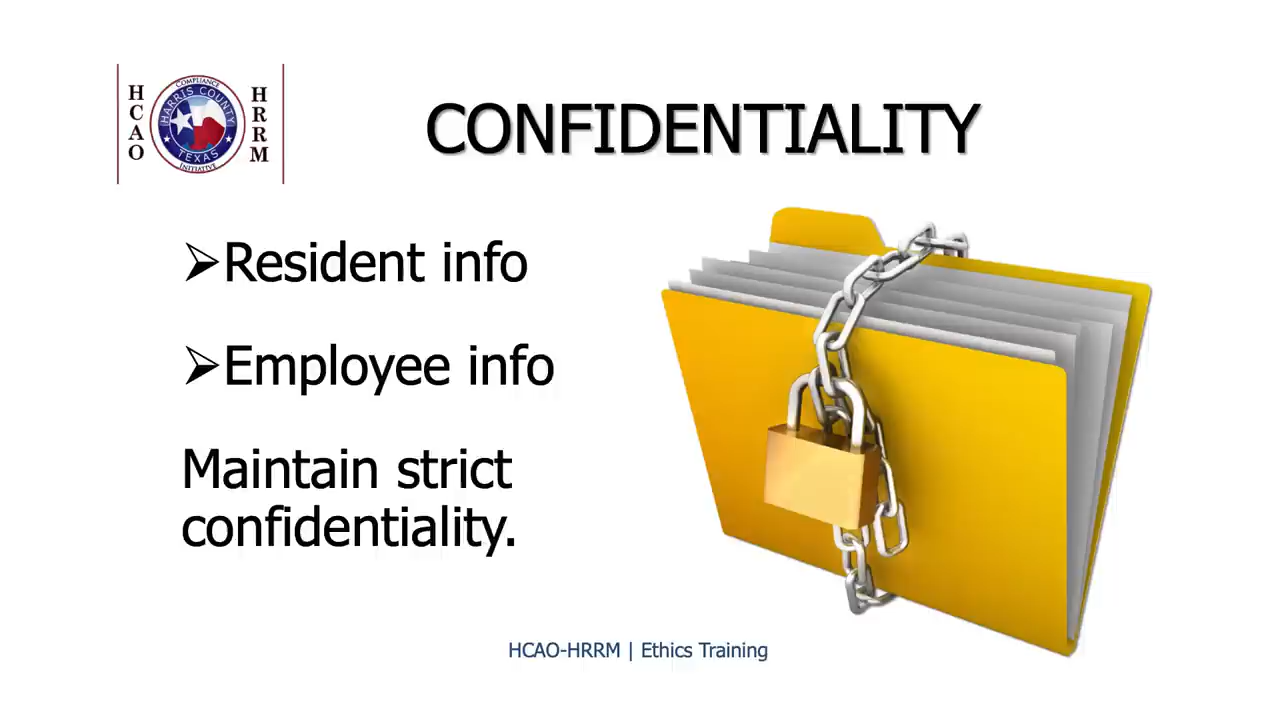 HCAO
COMPLIANCE
HARRIS COUNTY
TEXAS
INITIATIVE
HRRM
CONFIDENTIALITY
➢Resident info
➢Employee info
Maintain strict
confidentiality.
HCAO-HRRM | Ethics Training